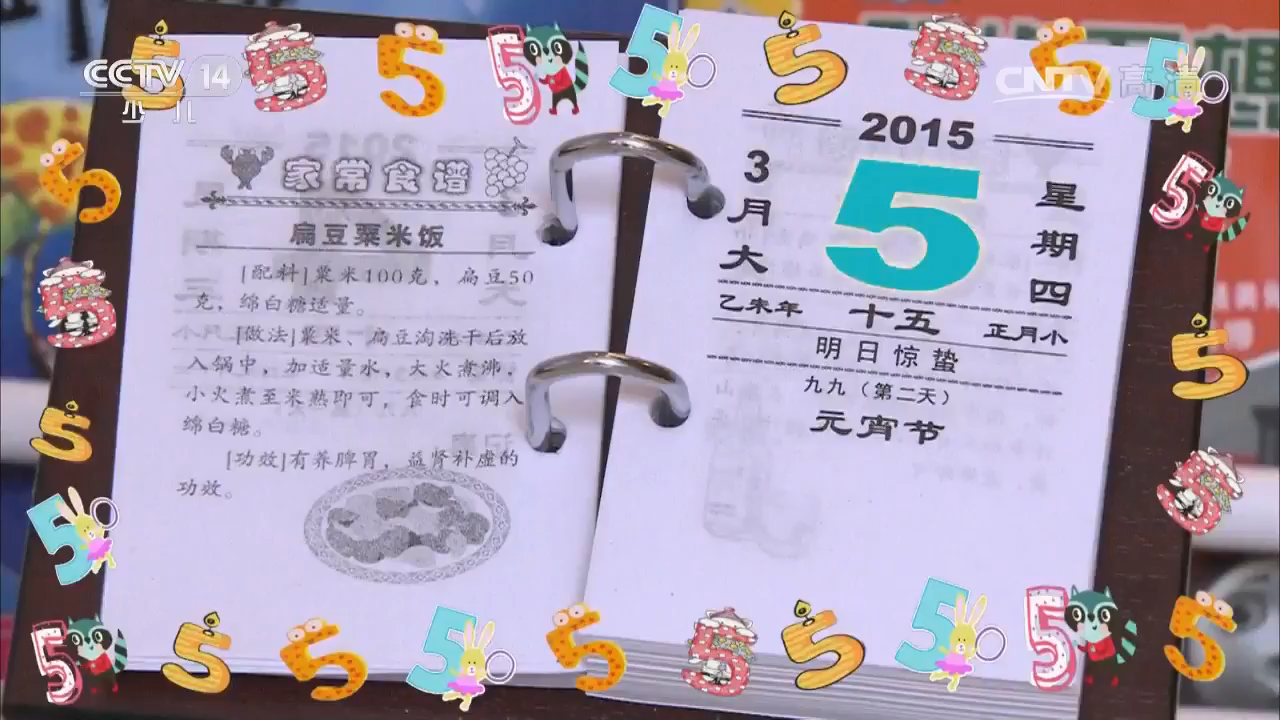 CCTV 14
少儿
CNTV 高清
家常食谱
扁豆粟米饭
[配料]粟米100克，扁豆50
克，绵白糖适量。
[做法]粟米、扁豆淘洗干后放
入锅中，加适量水，大火煮沸，
小火煮至米熟即可，食时可调入
绵白糖。
[功效]有养脾胃，益肾补虚的
功效。
2015
3月大
5
星期四
乙未年
十五
正月小
明日惊蛰
九九（第二天）
元宵节